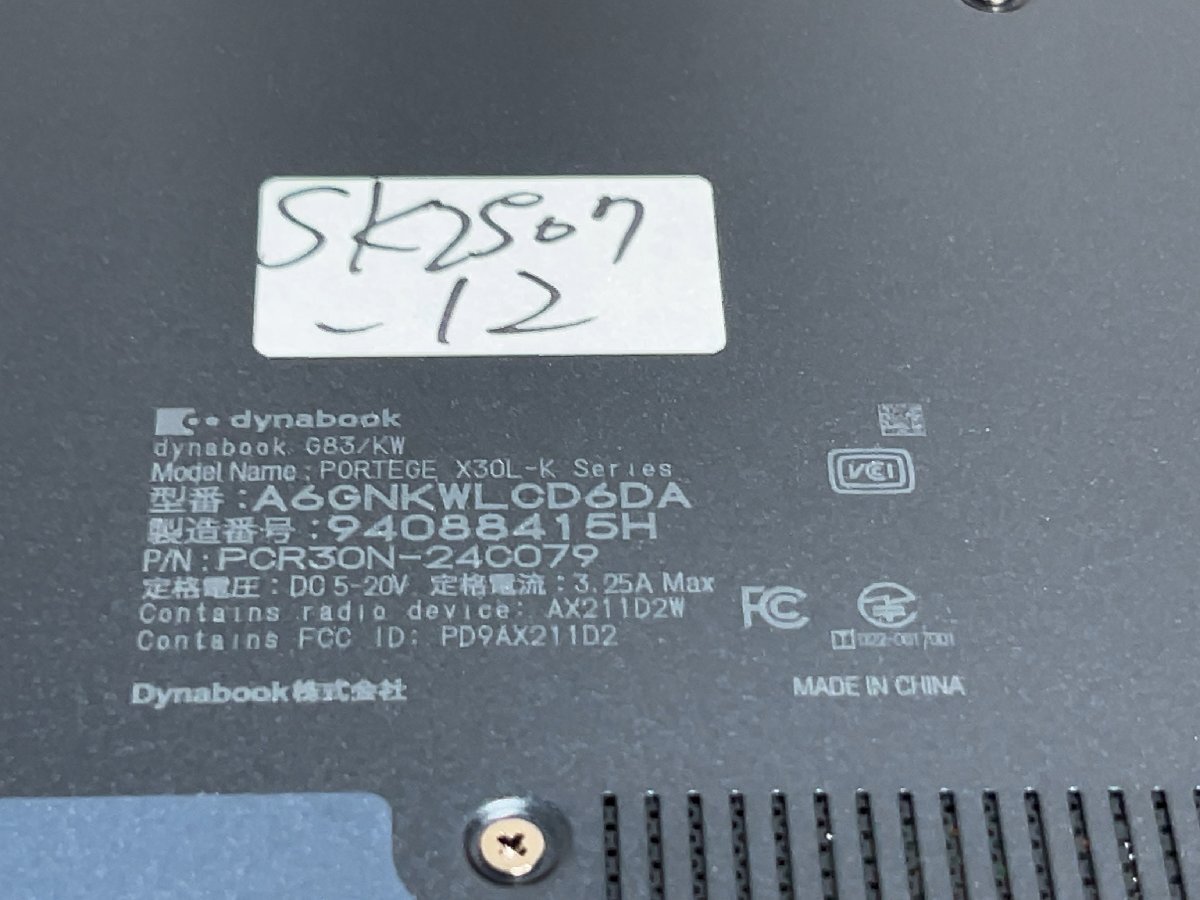 SK2507
-12
dynabook
dynabook G83/KW
Model Name : PORTEGE X30L-K Series
型番 : A6GNKWLCD6DA
製造番号 : 94088415H
P/N : PCR30N-24C079
定格電圧 : DC 5-20V 定格電流 : 3.25A Max
Contains radio device: AX211D2W
Contains FCC ID: PD9AX211D2
Dynabook株式会社
VCI
FC
MADE IN CHINA